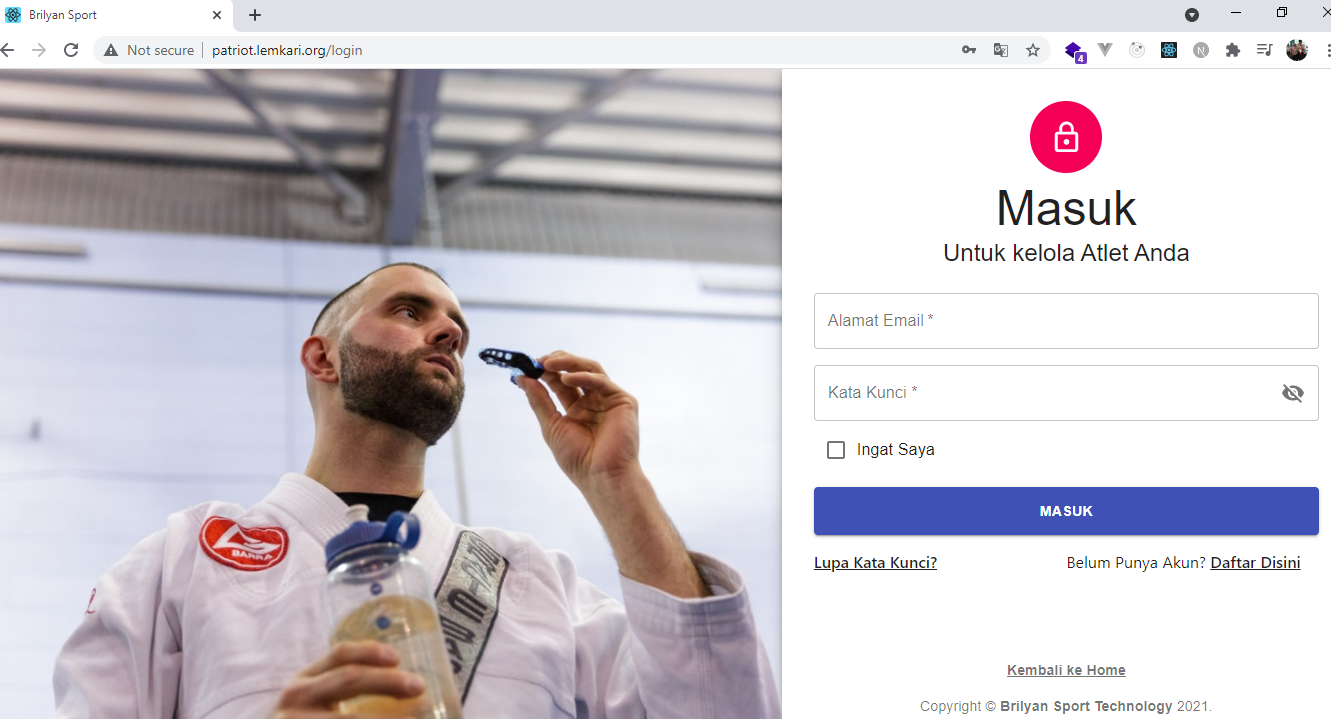 Brilyan Sport
Not secure
patriot.lemkari.org/login
4
N
Masuk
Untuk kelola Atlet Anda
Alamat Email *
Kata Kunci *
Ingat Saya
MASUK
Lupa Kata Kunci?
Belum Punya Akun? Daftar Disini
Kembali ke Home
Copyright © Brilyan Sport Technology 2021.
BARRA